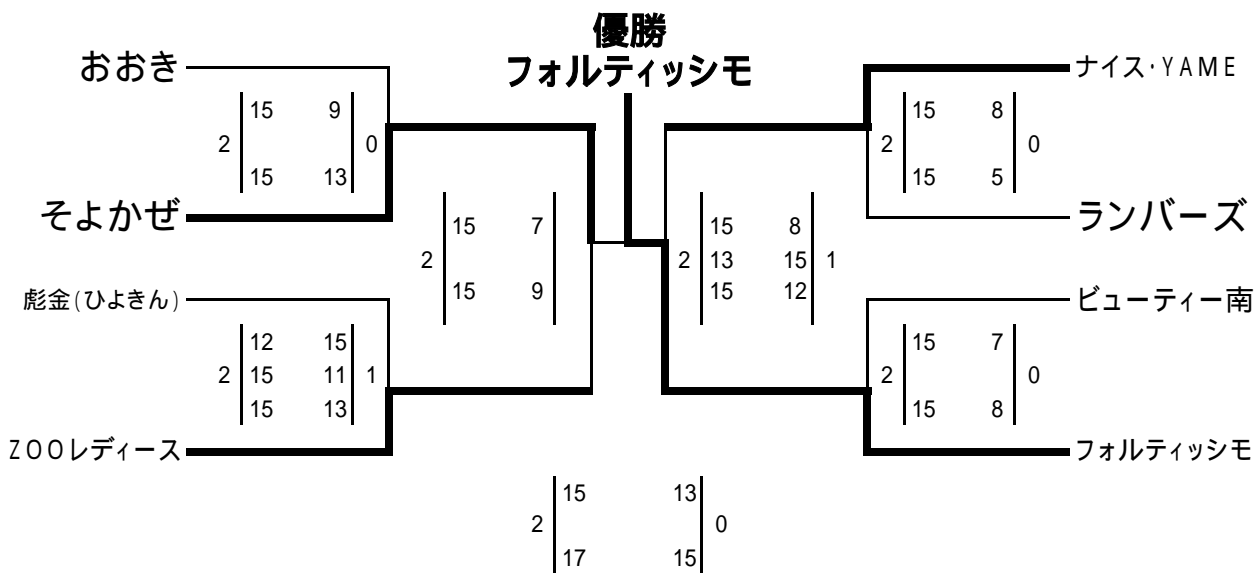 優勝
フォルティッシモ
おおき
ナイス・YAME
15 9
2 0
15 13
15 8
2 0
15 5
そよかぜ
ランバーズ
15 7
2
15 9
15 8
2 13 15 1
15 12
彪金(ひよきん)
ビューティー南
12 15
2 15 11 1
15 13
15 7
2 0
15 8
ZOOレディース
フォルティッシモ
15 13
2 0
17 15